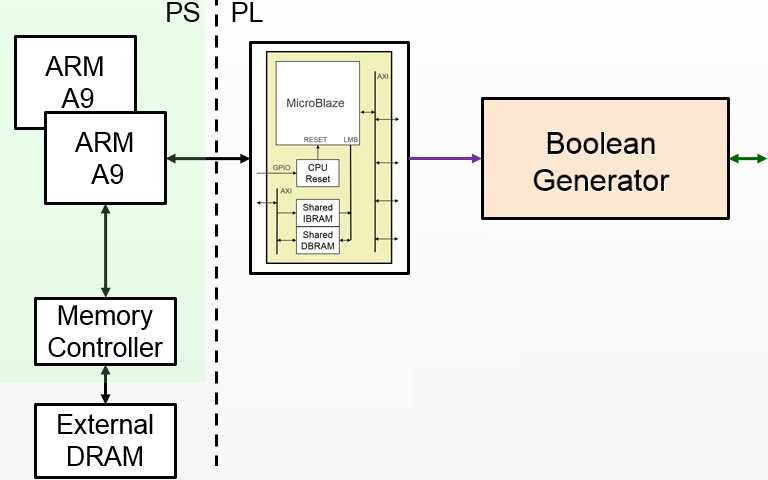 PS
PL
ARM
A9
ARM
A9
Memory
Controller
External
DRAM
AXI
MicroBlaze
RESET
LMB
GPIO
CPU
Reset
AXI
Shared
IBRAM
Shared
DBRAM
Boolean
Generator